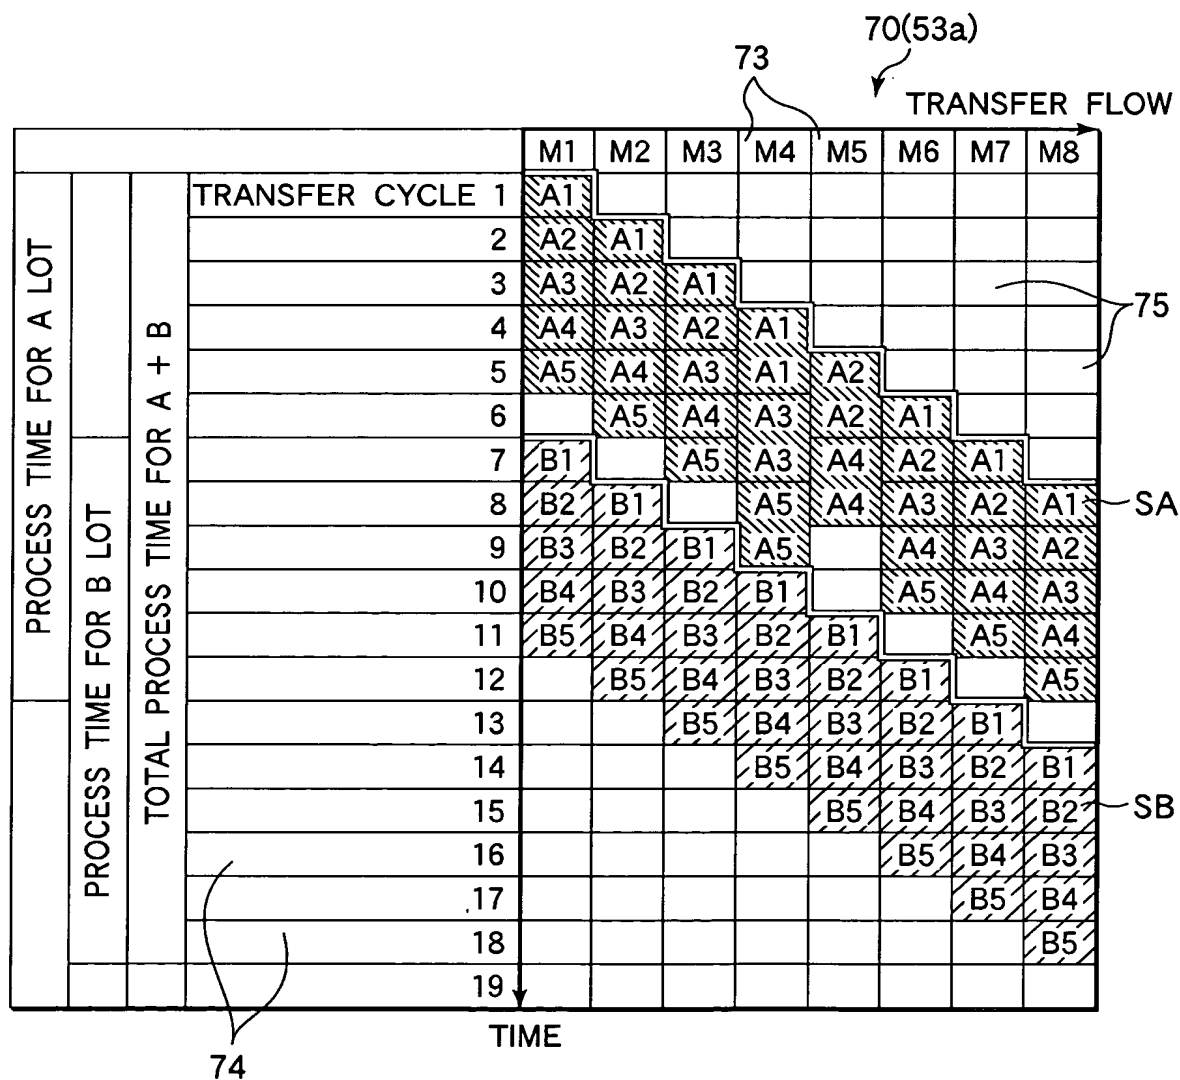 70(53a)
73
TRANSFER FLOW
M1 M2 M3 M4 M5 M6 M7 M8
TRANSFER CYCLE 1 A1
2 A2 A1
3 A3 A2 A1
4 A4 A3 A2 A1
5 A5 A4 A3 A1 A2
6 A5 A4 A3 A2 A1
7 B1 A5 A3 A4 A2 A1
8 B2 B1 A5 A4 A3 A2 A1
9 B3 B2 B1 A5 A4 A3 A2
10 B4 B3 B2 B1 A5 A4 A3
11 B5 B4 B3 B2 B1 A5 A4
12 B5 B4 B3 B2 B1 A5
13 B5 B4 B3 B2 B1
14 B5 B4 B3 B2 B1
15 B5 B4 B3 B2
16 B5 B4 B3
17 B5 B4
18 B5
19
PROCESS TIME FOR A LOT
PROCESS TIME FOR B LOT
TOTAL PROCESS TIME FOR A + B
75
SA
SB
74
TIME